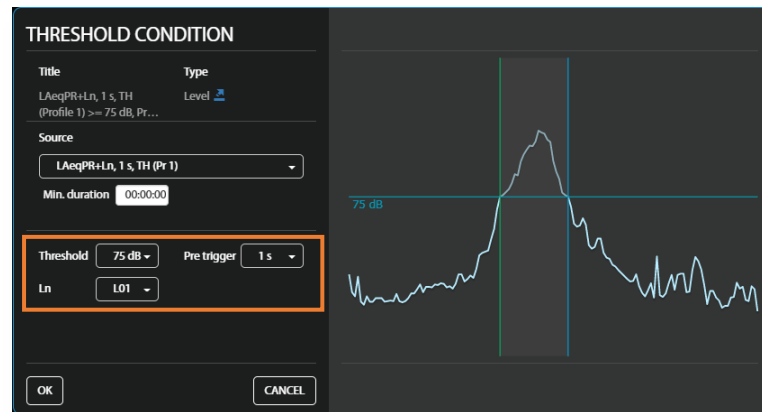 THRESHOLD CONDITION
Title Type
LAeqPR+Ln, 1 s, TH Level
(Profile 1) >= 75 dB, Pr...
Source
LAeqPR+Ln, 1 s, TH (Pr 1)
Min. duration 00:00:00
75 dB
Threshold 75 dB Pre trigger 1 s
Ln L01
OK CANCEL